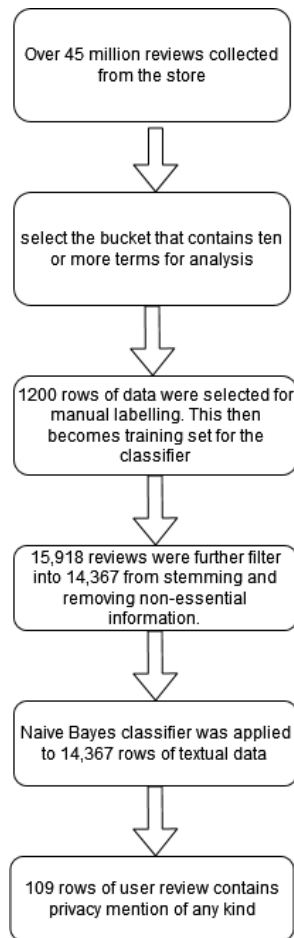 Over 45 million reviews collected
from the store
select the bucket that contains ten
or more terms for analysis
1200 rows of data were selected for
manual labelling. This then
becomes training set for the
classifier
15,918 reviews were further filter
into 14,367 from stemming and
removing non-essential
information.
Naive Bayes classifier was applied
to 14,367 rows of textual data
109 rows of user review contains
privacy mention of any kind